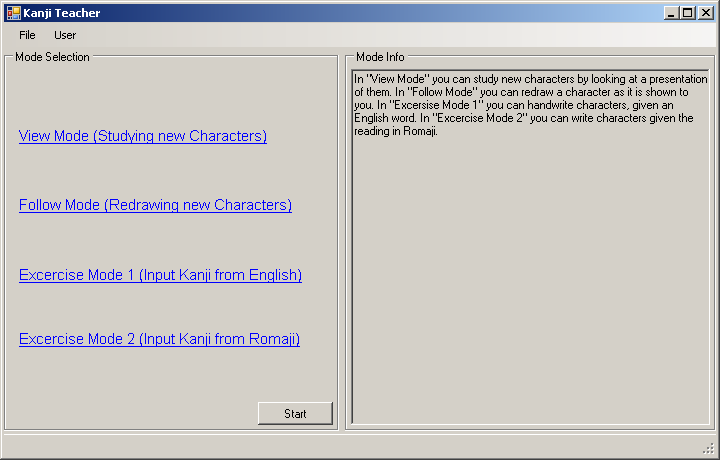 Kanji Teacher
File User
Mode Selection
View Mode (Studying new Characters)
Follow Mode (Redrawing new Characters)
Excercise Mode 1 (Input Kanji from English)
Excercise Mode 2 (Input Kanji from Romaji)
Start
Mode Info
In "View Mode" you can study new characters by looking at a presentation
of them. In "Follow Mode" you can redraw a character as it is shown to
you. In "Excersise Mode 1" you can handwrite characters, given an
English word. In "Excercise Mode 2" you can write characters given the
reading in Romaji.